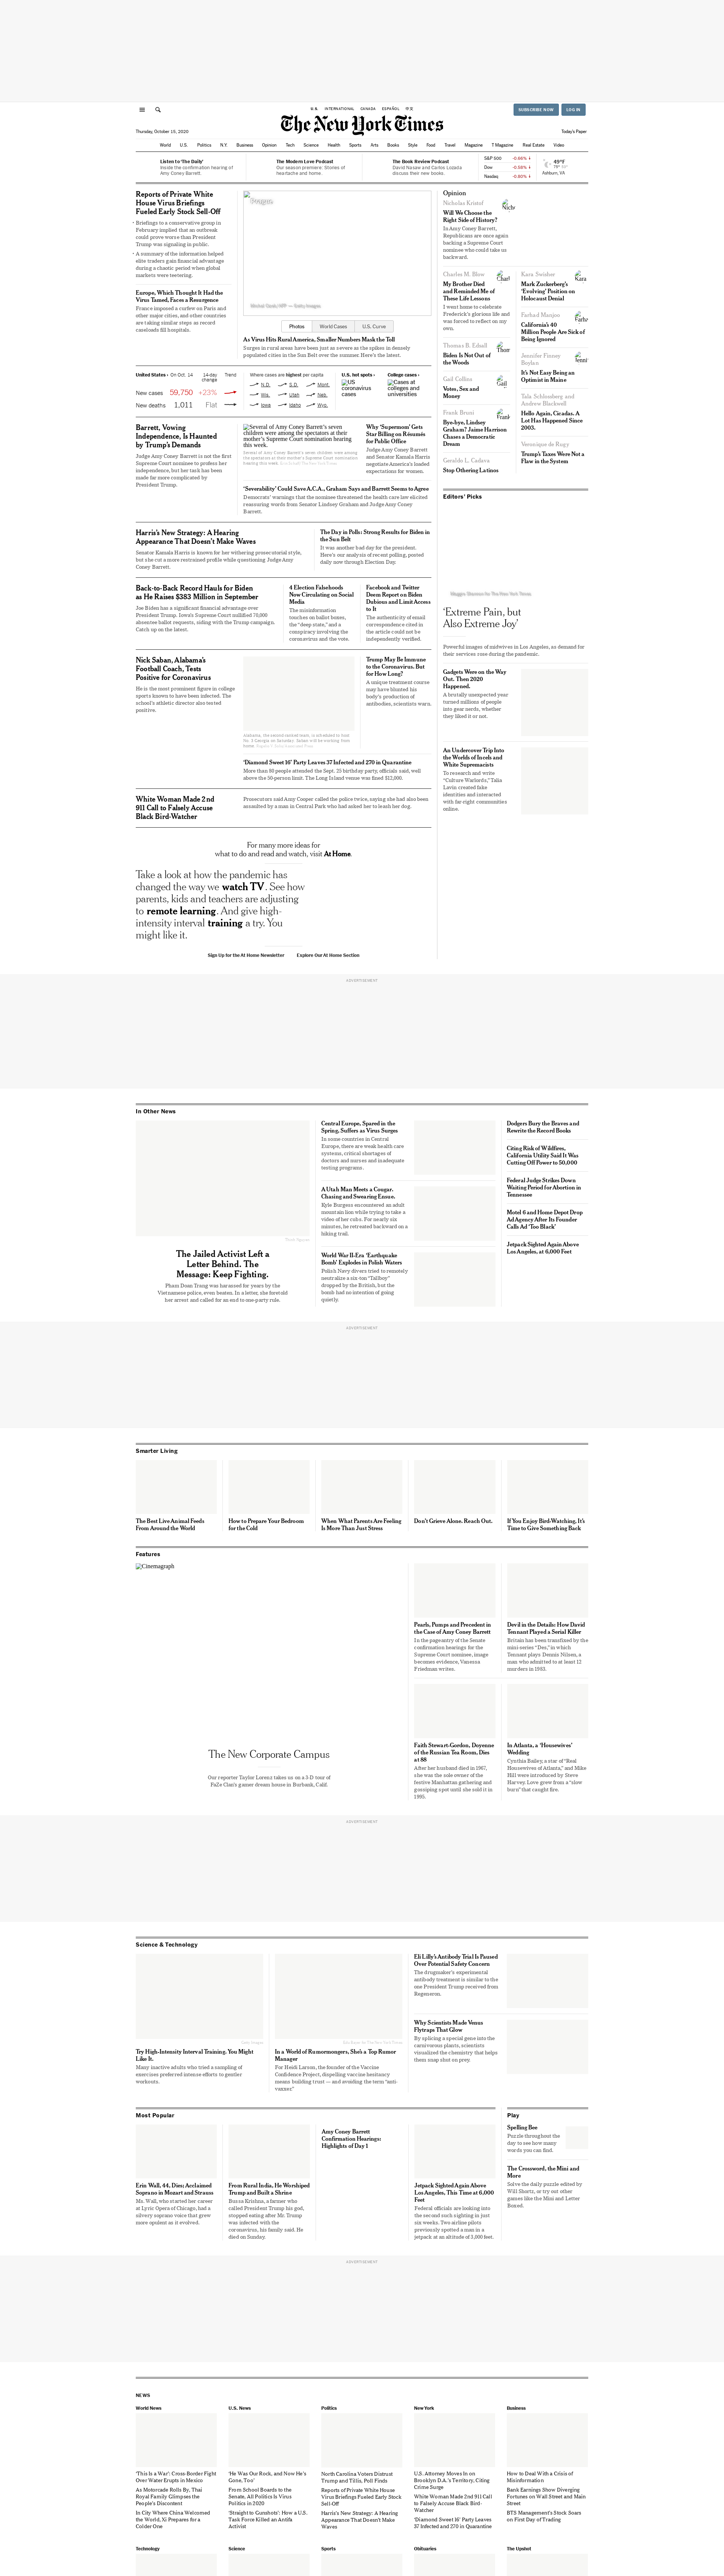 U.S. INTERNATIONAL CANADA ESPAÑOL 中文
SUBSCRIBE NOW LOG IN
The New York Times
Thursday, October 15, 2020
Today's Paper
World U.S. Politics N.Y. Business Opinion Tech Science Health Sports Arts Books Style Food Travel Magazine T Magazine Real Estate Video
Listen to 'The Daily'
Inside the confirmation hearing of
Amy Coney Barrett.
The Modern Love Podcast
Our season premiere: Stories of
heartache and home.
The Book Review Podcast
David Nasaw and Carlos Lozada
discuss their new books.
S&P 500 -0.66%
Dow -0.58%
Nasdaq -0.80%
Ashburn, VA
Reports of Private White
House Virus Briefings
Fueled Early Stock Sell-Off
Briefings to a conservative group in
February implied that an outbreak
could prove worse than President
Trump was signaling in public.
A summary of the information helped
elite traders gain financial advantage
during a chaotic period when global
markets were teetering.
Europe, Which Thought It Had the
Virus Tamed, Faces a Resurgence
France imposed a curfew on Paris and
other major cities, and other countries
are taking similar steps as record
caseloads fill hospitals.
Photos World Cases U.S. Curve
As Virus Hits Rural America, Smaller Numbers Mask the Toll
Surges in rural areas have been just as severe as the spikes in densely
populated cities in the Sun Belt over the summer. Here's the latest.
United States › On Oct. 14 14-day
change Trend
New cases 59,750 +23%
New deaths 1,011 Flat
Where cases are highest per capita
N.D. S.D. Mont.
Wis. Utah Neb.
Iowa Idaho Wyo.
U.S. hot spots ›
US
coronavirus
cases
College cases ›
Cases at
colleges and
universities
Barrett, Vowing
Independence, Is Haunted
by Trump's Demands
Judge Amy Coney Barrett is not the first
Supreme Court nominee to profess her
independence, but her task has been
made far more complicated by
President Trump.
Several of Amy Coney Barrett's seven
children were among the spectators at their
mother's Supreme Court nomination hearing
this week.
Several of Amy Coney Barrett's seven children were among
the spectators at their mother's Supreme Court nomination
hearing this week.
Why 'Supermom' Gets
Star Billing on Résumés
for Public Office
Judge Amy Coney Barrett
and Senator Kamala Harris
negotiate America's loaded
expectations for women.
'Severability' Could Save A.C.A., Graham Says and Barrett Seems to Agree
Democrats' warnings that the nominee threatened the health care law elicited
reassuring words from Senator Lindsey Graham and Judge Amy Coney
Barrett.
Harris's New Strategy: A Hearing
Appearance That Doesn't Make Waves
Senator Kamala Harris is known for her withering prosecutorial style,
but she cut a more restrained profile while questioning Judge Amy
Coney Barrett.
The Day in Polls: Strong Results for Biden in
the Sun Belt
It was another bad day for the president.
Here's our analysis of recent polling, posted
daily now through Election Day.
Back-to-Back Record Hauls for Biden
as He Raises $383 Million in September
Joe Biden has a significant financial advantage over
President Trump. Iowa's Supreme Court nullified 70,000
absentee ballot requests, siding with the Trump campaign.
Catch up on the latest.
4 Election Falsehoods
Now Circulating on Social
Media
The misinformation
touches on ballot boxes,
the "deep state," and a
conspiracy involving the
coronavirus and the vote.
Facebook and Twitter
Deem Report on Biden
Dubious and Limit Access
to It
The authenticity of email
correspondence cited in
the article could not be
independently verified.
Nick Saban, Alabama's
Football Coach, Tests
Positive for Coronavirus
He is the most prominent figure in college
sports known to have been infected. The
school's athletic director also tested
positive.
Trump May Be Immune
to the Coronavirus. But
for How Long?
A unique treatment course
may have blunted his
body's production of
antibodies, scientists warn.
'Diamond Sweet 16' Party Leaves 37 Infected and 270 in Quarantine
More than 80 people attended the Sept. 25 birthday party, officials said, well
above the 50-person limit. The Long Island venue was fined $12,000.
White Woman Made 2nd
911 Call to Falsely Accuse
Black Bird-Watcher
Prosecutors said Amy Cooper called the police twice, saying she had also been
assaulted by a man in Central Park who had asked her to leash her dog.
For many more ideas for
what to do and read and watch, visit At Home.
Take a look at how the pandemic has
changed the way we watch TV. See how
parents, kids and teachers are adjusting
to remote learning. And give high-
intensity interval training a try. You
might like it.
Sign Up for the At Home Newsletter Explore Our At Home Section
Opinion
Nicholas Kristof
Will We Choose the
Right Side of History?
In Amy Coney Barrett,
Republicans are once again
backing a Supreme Court
nominee who could take us
backward.
Charles M. Blow
My Brother Died
and Reminded Me of
These Life Lessons
I went home to celebrate
Frederick's glorious life and
was forced to reflect on my
own.
Thomas B. Edsall
Biden Is Not Out of
the Woods
Gail Collins
Votes, Sex and
Money
Frank Bruni
Bye-bye, Lindsey
Graham? Jaime Harrison
Chases a Democratic
Dream
Geraldo L. Cadava
Stop Othering Latinos
Kara Swisher
Mark Zuckerberg's
'Evolving' Position on
Holocaust Denial
Farhad Manjoo
California's 40
Million People Are Sick of
Being Ignored
Jennifer Finney
Boylan
It's Not Easy Being an
Optimist in Maine
Tala Schlossberg and
Andrew Blackwell
Hello Again, Cicadas. A
Lot Has Happened Since
2003.
Veronique de Rugy
Trump's Taxes Were Not a
Flaw in the System
Editors' Picks
'Extreme Pain, but
Also Extreme Joy'
Powerful images of midwives in Los Angeles, as demand for
their services rose during the pandemic.
Gadgets Were on the Way
Out. Then 2020
Happened.
A brutally unexpected year
turned millions of people
into gear nerds, whether
they liked it or not.
An Undercover Trip Into
the Worlds of Incels and
White Supremacists
To research and write
"Culture Warlords," Talia
Lavin created fake
identities and interacted
with far-right communities
online.
ADVERTISEMENT
In Other News
The Jailed Activist Left a
Letter Behind. The
Message: Keep Fighting.
Pham Doan Trang was harassed for years by the
Vietnamese police, even beaten. In a letter, she foretold
her arrest and called for an end to one-party rule.
Central Europe, Spared in the
Spring, Suffers as Virus Surges
In some countries in Central
Europe, there are weak health care
systems, critical shortages of
doctors and nurses and inadequate
testing programs.
A Utah Man Meets a Cougar.
Chasing and Swearing Ensue.
Kyle Burgess encountered an adult
mountain lion while trying to take a
video of her cubs. For nearly six
minutes, he retreated backward on a
hiking trail.
World War II-Era 'Earthquake
Bomb' Explodes in Polish Waters
Polish Navy divers tried to remotely
neutralize a six-ton "Tallboy"
dropped by the British, but the
bomb had no intention of going
quietly.
Dodgers Bury the Braves and
Rewrite the Record Books
Citing Risk of Wildfires,
California Utility Said It Was
Cutting Off Power to 50,000
Federal Judge Strikes Down
Waiting Period for Abortion in
Tennessee
Motel 6 and Home Depot Drop
Ad Agency After Its Founder
Calls Ad 'Too Black'
Jetpack Sighted Again Above
Los Angeles, at 6,000 Feet
ADVERTISEMENT
Smarter Living
The Best Live Animal Feeds
From Around the World
How to Prepare Your Bedroom
for the Cold
When What Parents Are Feeling
Is More Than Just Stress
Don't Grieve Alone. Reach Out.
If You Enjoy Bird-Watching, It's
Time to Give Something Back
Features
Cinemagraph
The New Corporate Campus
Our reporter Taylor Lorenz takes us on a 3-D tour of
FaZe Clan's gamer dream house in Burbank, Calif.
Pearls, Pumps and Precedent in
the Case of Amy Coney Barrett
In the pageantry of the Senate
confirmation hearings for the
Supreme Court nominee, image
becomes evidence, Vanessa
Friedman writes.
Devil in the Details: How David
Tennant Played a Serial Killer
Britain has been transfixed by the
mini-series "Des," in which
Tennant plays Dennis Nilsen, a
man who admitted to at least 12
murders in 1983.
Faith Stewart-Gordon, Doyenne
of the Russian Tea Room, Dies
at 88
After her husband died in 1967,
she was the sole owner of the
festive Manhattan gathering and
gossiping spot until she sold it in
1995.
In Atlanta, a 'Housewives'
Wedding
Cynthia Bailey, a star of "Real
Housewives of Atlanta," and Mike
Hill were introduced by Steve
Harvey. Love grew from a "slow
burn" that caught fire.
ADVERTISEMENT
Science & Technology
Try High-Intensity Interval Training. You Might
Like It.
Many inactive adults who tried a sampling of
exercises preferred intense efforts to gentler
workouts.
In a World of Rumormongers, She's a Top Rumor
Manager
For Heidi Larson, the founder of the Vaccine
Confidence Project, dispelling vaccine hesitancy
means building trust — and avoiding the term "anti-
vaxxer."
Eli Lilly's Antibody Trial Is Paused
Over Potential Safety Concern
The drugmaker's experimental
antibody treatment is similar to the
one President Trump received from
Regeneron.
Why Scientists Made Venus
Flytraps That Glow
By splicing a special gene into the
carnivorous plants, scientists
visualized the chemistry that helps
them snap shut on prey.
Most Popular
Erin Wall, 44, Dies; Acclaimed
Soprano in Mozart and Strauss
Ms. Wall, who started her career
at Lyric Opera of Chicago, had a
silvery soprano voice that grew
more opulent as it evolved.
From Rural India, He Worshiped
Trump and Built a Shrine
Bussa Krishna, a farmer who
called President Trump his god,
stopped eating after Mr. Trump
was infected with the
coronavirus, his family said. He
died on Sunday.
Amy Coney Barrett
Confirmation Hearings:
Highlights of Day 1
Jetpack Sighted Again Above
Los Angeles, This Time at 6,000
Feet
Federal officials are looking into
the second such sighting in just
six weeks. Two airline pilots
previously spotted a man in a
jetpack at an altitude of 3,000 feet.
Play
Spelling Bee
Puzzle throughout the
day to see how many
words you can find.
The Crossword, the Mini and
More
Solve the daily puzzle edited by
Will Shortz, or try out other
games like the Mini and Letter
Boxed.
ADVERTISEMENT
NEWS
World News
'This Is a War': Cross-Border Fight
Over Water Erupts in Mexico
As Motorcade Rolls By, Thai
Royal Family Glimpses the
People's Discontent
In City Where China Welcomed
the World, Xi Prepares for a
Colder One
U.S. News
'He Was Our Rock, and Now He's
Gone, Too'
From School Boards to the
Senate, All Politics Is Virus
Politics in 2020
'Straight to Gunshots': How a U.S.
Task Force Killed an Antifa
Activist
Politics
North Carolina Voters Distrust
Trump and Tillis, Poll Finds
Reports of Private White House
Virus Briefings Fueled Early Stock
Sell-Off
Harris's New Strategy: A Hearing
Appearance That Doesn't Make
Waves
New York
U.S. Attorney Moves In on
Brooklyn D.A.'s Territory, Citing
Crime Surge
White Woman Made 2nd 911 Call
to Falsely Accuse Black Bird-
Watcher
'Diamond Sweet 16' Party Leaves
37 Infected and 270 in Quarantine
Business
How to Deal With a Crisis of
Misinformation
Bank Earnings Show Diverging
Fortunes on Wall Street and Main
Street
BTS Management's Stock Soars
on First Day of Trading
Technology Science Sports Obituaries The Upshot